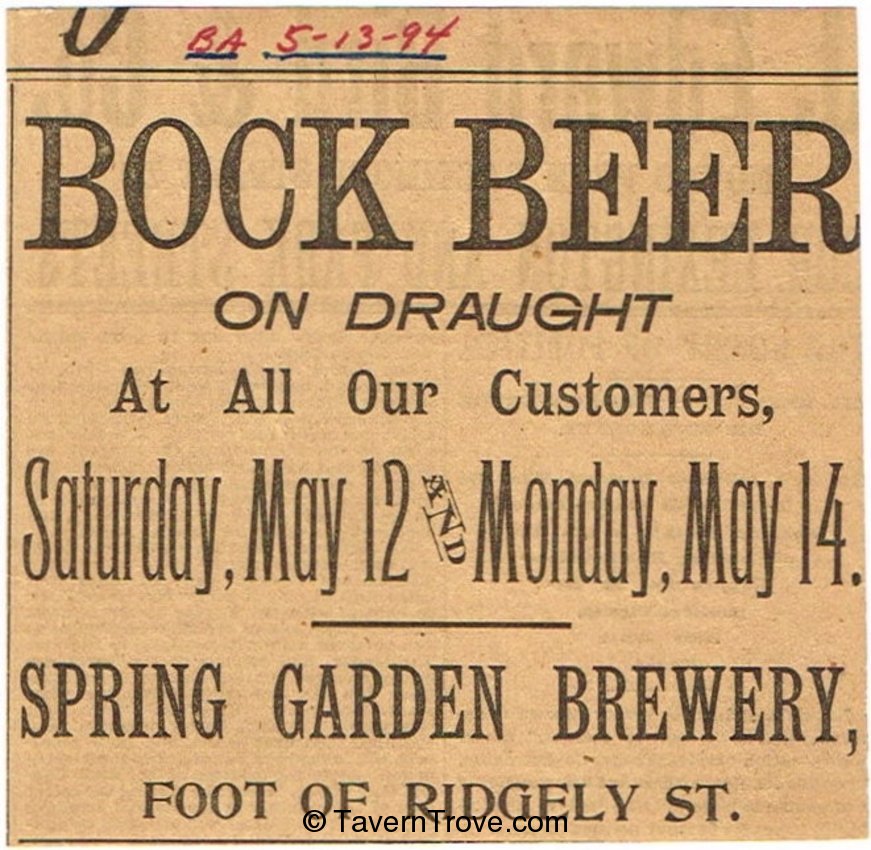 BA 5-13-94
BOCK BEER
ON DRAUGHT
At All Our Customers,
Saturday, May 12 AND Monday, May 14.
SPRING GARDEN BREWERY,
FOOT OF RIDGELY ST.
© TavernTrove.com